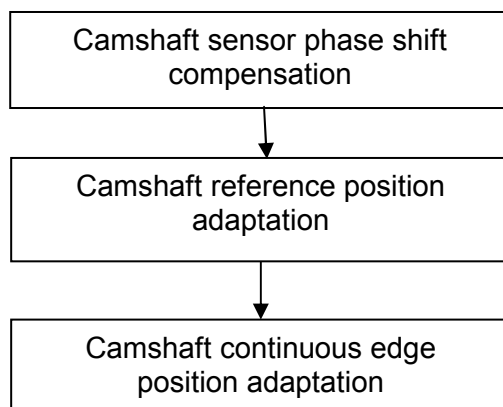 Camshaft sensor phase shift
compensation
Camshaft reference position
adaptation
Camshaft continuous edge
position adaptation